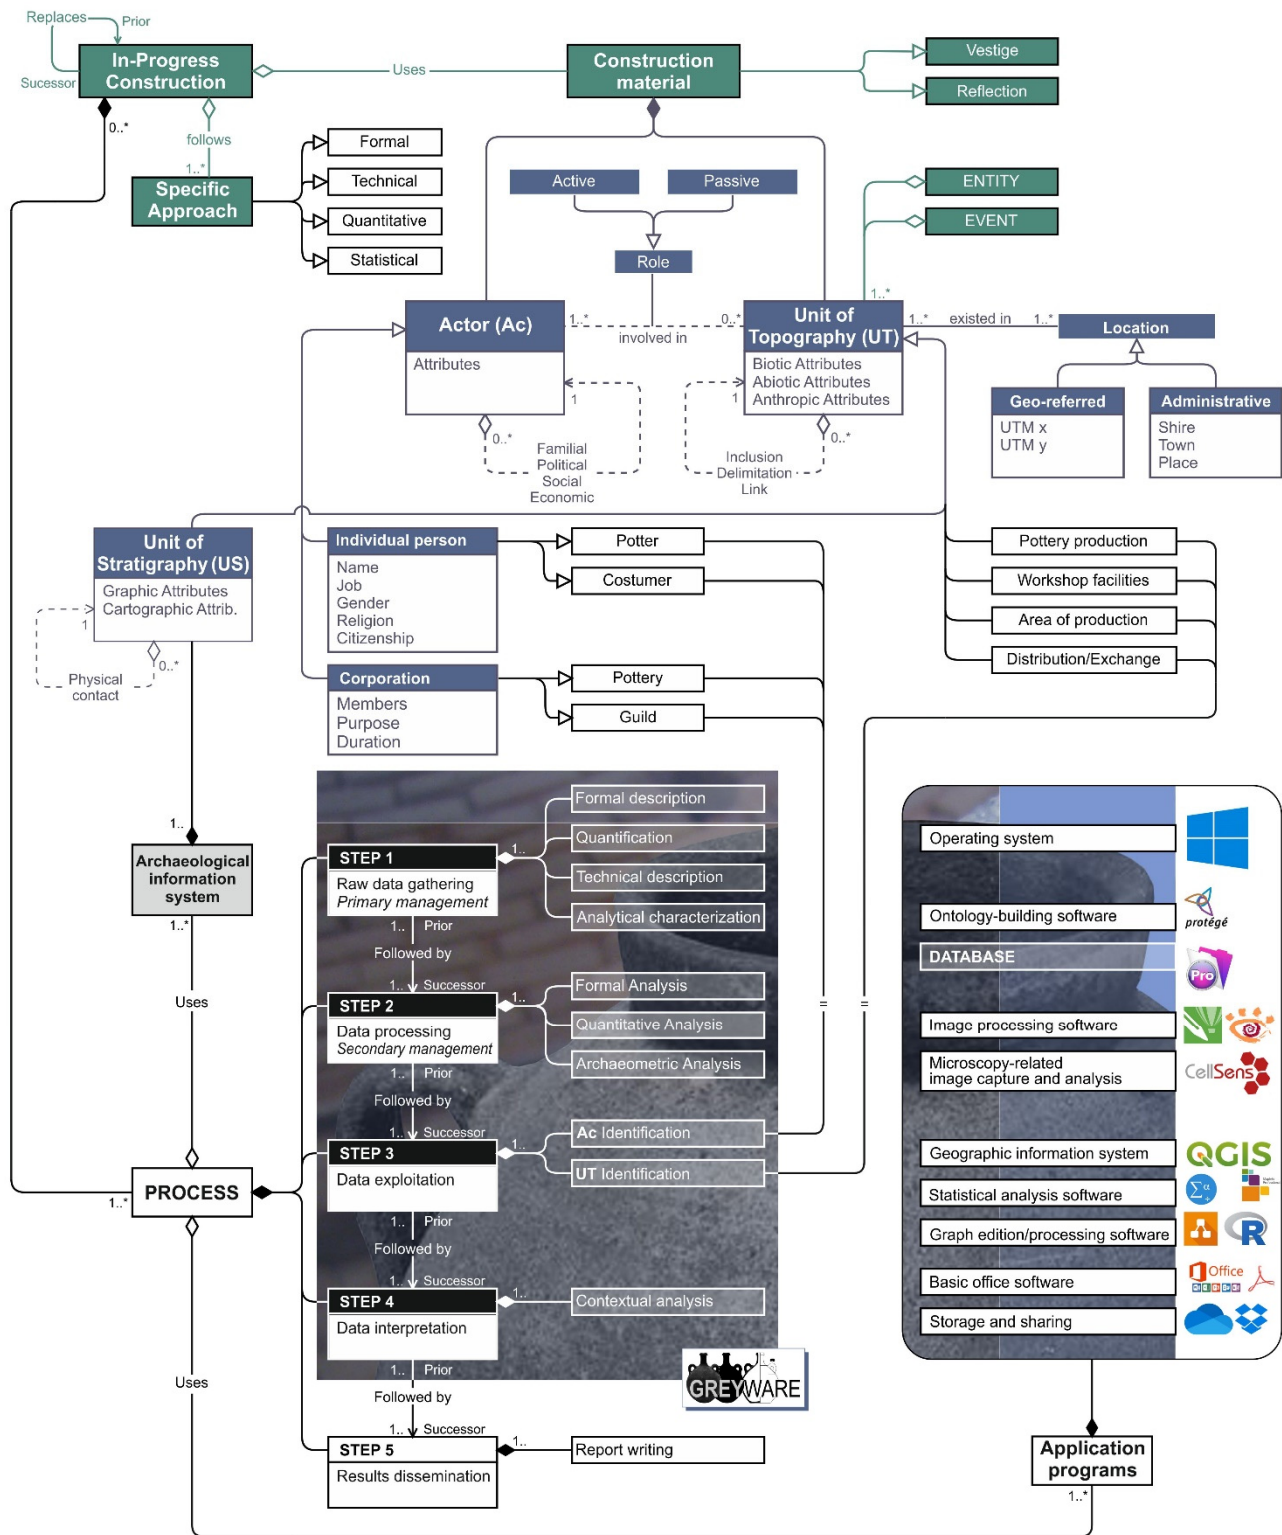 Replaces
Prior
In-Progress
Construction
Sucessor
Uses
Construction
material
Vestige
Reflection
0..*
follows
1..*
Specific
Approach
Formal
Technical
Quantitative
Statistical
Active
Passive
Role
ENTITY
EVENT
1..*
Actor (Ac)
Attributes
1..*
0..*
involved in
1
0..*
Familial
Political
Social
Economic
Unit of
Topography (UT)
Biotic Attributes
Abiotic Attributes
Anthropic Attributes
1
0..*
Inclusion
Delimitation
Link
1..*
existed in
1..*
Location
Geo-referred
UTM x
UTM y
Administrative
Shire
Town
Place
Unit of
Stratigraphy (US)
Graphic Attributes
Cartographic Attrib.
1
0..*
Physical
contact
Individual person
Name
Job
Gender
Religion
Citizenship
Potter
Costumer
Corporation
Members
Purpose
Duration
Pottery
Guild
Pottery production
Workshop facilities
Area of production
Distribution/Exchange
1..
Archaeological
information
system
1..*
Uses
1..*
PROCESS
Uses
STEP 1
Raw data gathering
Primary management
1..
Formal description
Quantification
Technical description
Analytical characterization
1..
Prior
Followed by
1..
Successor
STEP 2
Data processing
Secondary management
1..
Formal Analysis
Quantitative Analysis
Archaeometric Analysis
1..
Prior
Followed by
1..
Successor
STEP 3
Data exploitation
1..
Ac Identification
UT Identification
=
=
1..
Prior
Followed by
1..
Successor
STEP 4
Data interpretation
1..
Contextual analysis
GREYWARE
1..
Prior
Followed by
1..
Successor
STEP 5
Results dissemination
1..
Report writing
Operating system
Ontology-building software
protégé
DATABASE
Pro
Image processing software
Microscopy-related
image capture and analysis
CellSens
Geographic information system
QGIS
Statistical analysis software
Σα+
Graph edition/processing software
R
Basic office software
Office
Storage and sharing
Application
programs
1..*